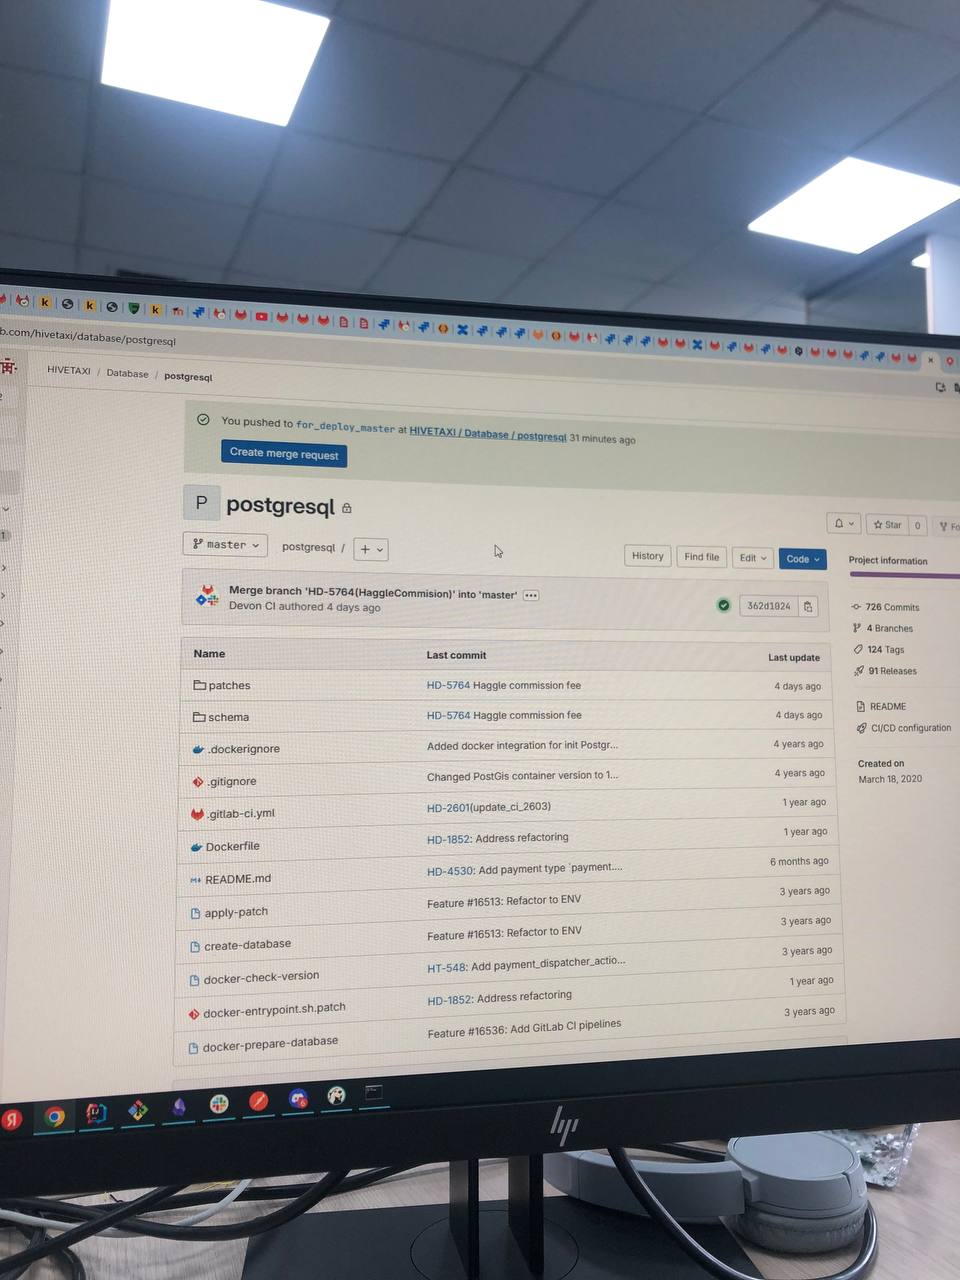 b.com/hivetaxi/database/postgresql
HIVETAXI / Database / postgresql
You pushed to for_deploy_master at HIVETAXI / Database / postgresql 31 minutes ago
Create merge request
P postgresql
Star 0
master postgresql / +
History Find file Edit Code
Project information
Merge branch 'HD-5764(HaggleCommision)' into 'master'
Devon CI authored 4 days ago
362d1024
726 Commits
4 Branches
124 Tags
91 Releases
README
CI/CD configuration
Created on
March 18, 2020
Name Last commit Last update
patches HD-5764 Haggle commission fee 4 days ago
schema HD-5764 Haggle commission fee 4 days ago
.dockerignore Added docker integration for init Postgr... 4 years ago
.gitignore Changed PostGis container version to 1... 4 years ago
.gitlab-ci.yml HD-2601(update_ci_2603) 1 year ago
Dockerfile HD-1852: Address refactoring 1 year ago
README.md HD-4530: Add payment type `payment.... 6 months ago
apply-patch Feature #16513: Refactor to ENV 3 years ago
create-database Feature #16513: Refactor to ENV 3 years ago
docker-check-version HT-548: Add payment_dispatcher_actio... 3 years ago
docker-entrypoint.sh.patch HD-1852: Address refactoring 1 year ago
docker-prepare-database Feature #16536: Add GitLab CI pipelines 3 years ago
hp